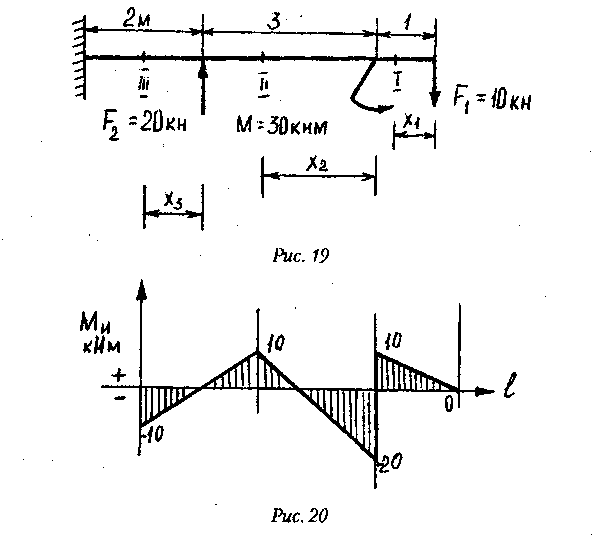 2м 3 1
III II I
F₂ = 20кн M = 30кнм x₁ F₁ = 10кн
x₂
x₃
Рис. 19
Mи
кНм
10 10
+
−
0 l
-10
-20
Рис. 20